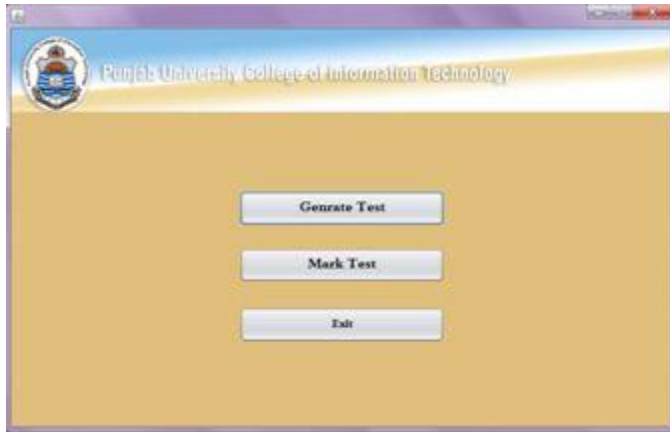 Punjab University College of Information Technology
Genrate Test
Mark Test
Exit